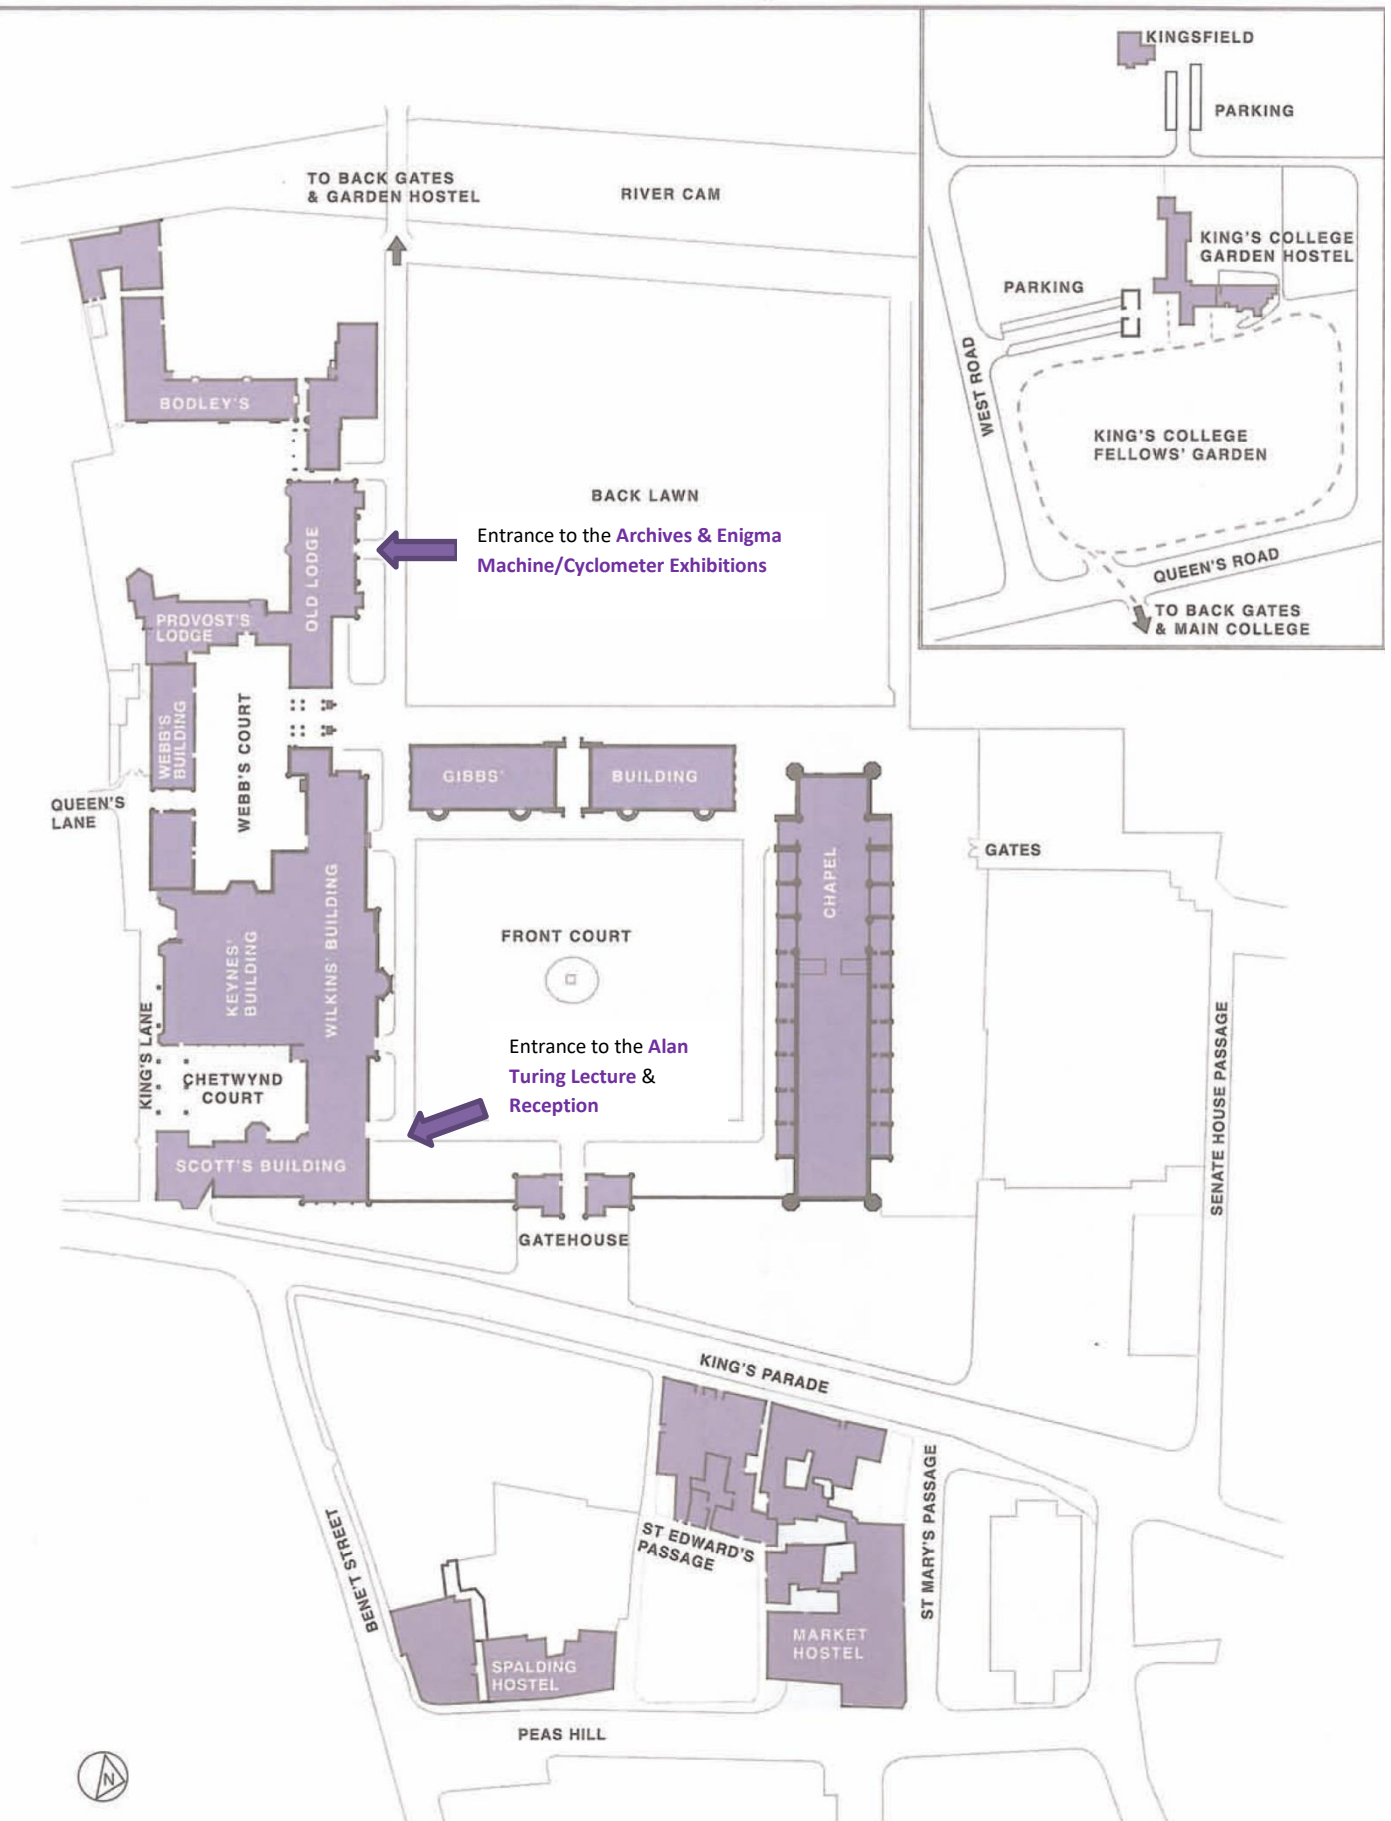 KINGSFIELD
PARKING
TO BACK GATES
& GARDEN HOSTEL
RIVER CAM
KING'S COLLEGE
GARDEN HOSTEL
PARKING
WEST ROAD
KING'S COLLEGE
FELLOWS' GARDEN
QUEEN'S ROAD
TO BACK GATES
& MAIN COLLEGE
BODLEY'S
BACK LAWN
Entrance to the Archives & Enigma
Machine/Cyclometer Exhibitions
OLD LODGE
PROVOST'S
LODGE
WEBB'S
BUILDING
WEBB'S COURT
QUEEN'S
LANE
GIBBS'
BUILDING
CHAPEL
GATES
WILKINS' BUILDING
KEYNES'
BUILDING
FRONT COURT
KING'S LANE
CHETWYND
COURT
Entrance to the Alan
Turing Lecture &
Reception
SCOTT'S BUILDING
SENATE HOUSE PASSAGE
GATEHOUSE
KING'S PARADE
ST MARY'S PASSAGE
ST EDWARD'S
PASSAGE
BENE'T STREET
MARKET
HOSTEL
SPALDING
HOSTEL
PEAS HILL
N